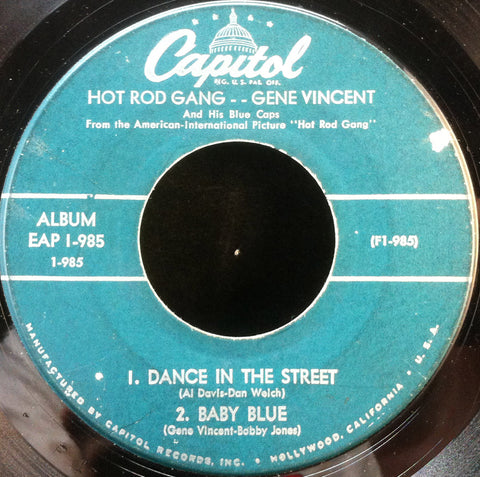 Capitol
REG. U.S. PAT. OFF.
HOT ROD GANG -- GENE VINCENT
And His Blue Caps
From the American-International Picture "Hot Rod Gang"
ALBUM
EAP 1-985
1-985
(F1-985)
1. DANCE IN THE STREET
(Al Davis-Dan Welch)
2. BABY BLUE
(Gene Vincent-Bobby Jones)
MANUFACTURED BY CAPITOL RECORDS, INC. • HOLLYWOOD, CALIFORNIA • U.S.A.